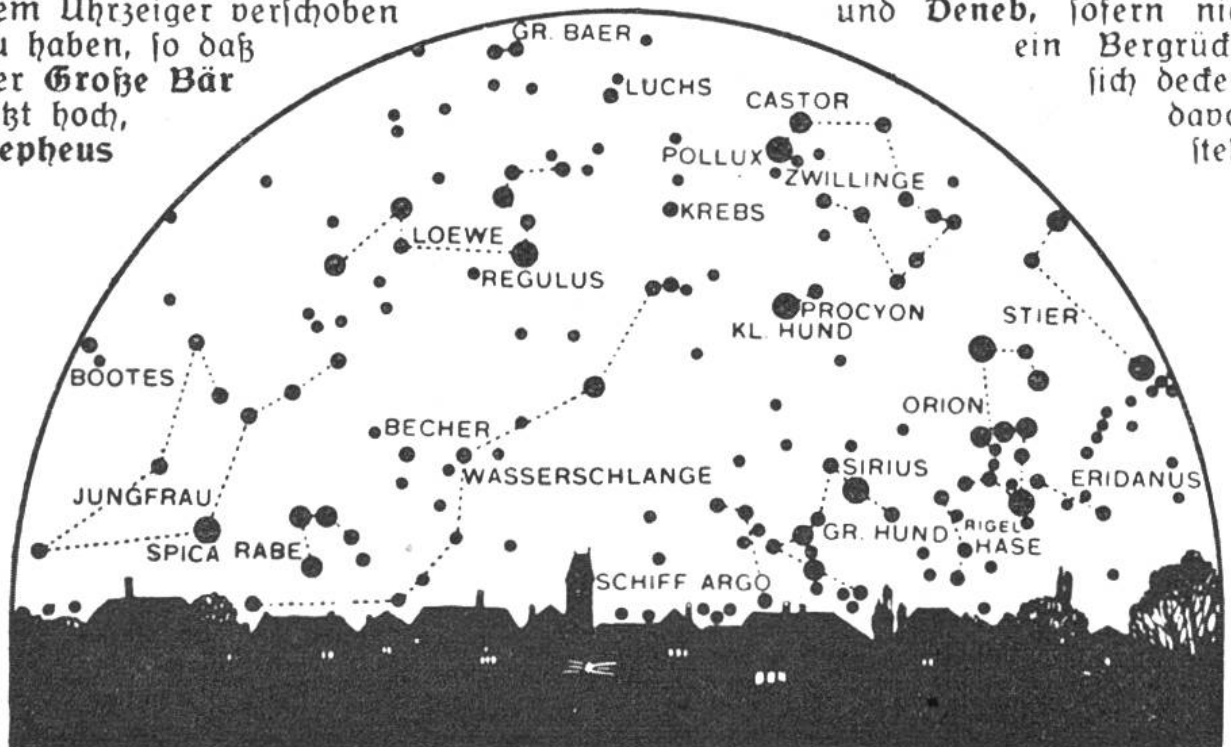 em Uhrzeiger verschoben
u haben, so daß
er Große Bär
tzt hoch,
epheus
und Deneb, sofern nic
ein Bergrück
sich decke
davo
ste
GR. BAER
LUCHS
CASTOR
POLLUX
ZWILLINGE
KREBS
LOEWE
REGULUS
PROCYON
KL. HUND
STIER
BOOTES
ORION
BECHER
SIRIUS
WASSERSCHLANGE
ERIDANUS
JUNGFRAU
GR. HUND
RIGEL
SPICA
RABE
HASE
SCHIFF ARGO